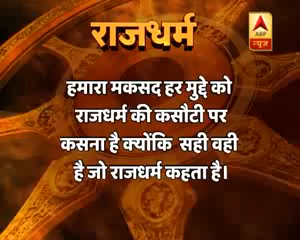 राजधर्म
abp
न्यूज़
हमारा मकसद हर मुद्दे को
राजधर्म की कसौटी पर
कसना है क्योंकि सही वही
है जो राजधर्म कहता है।